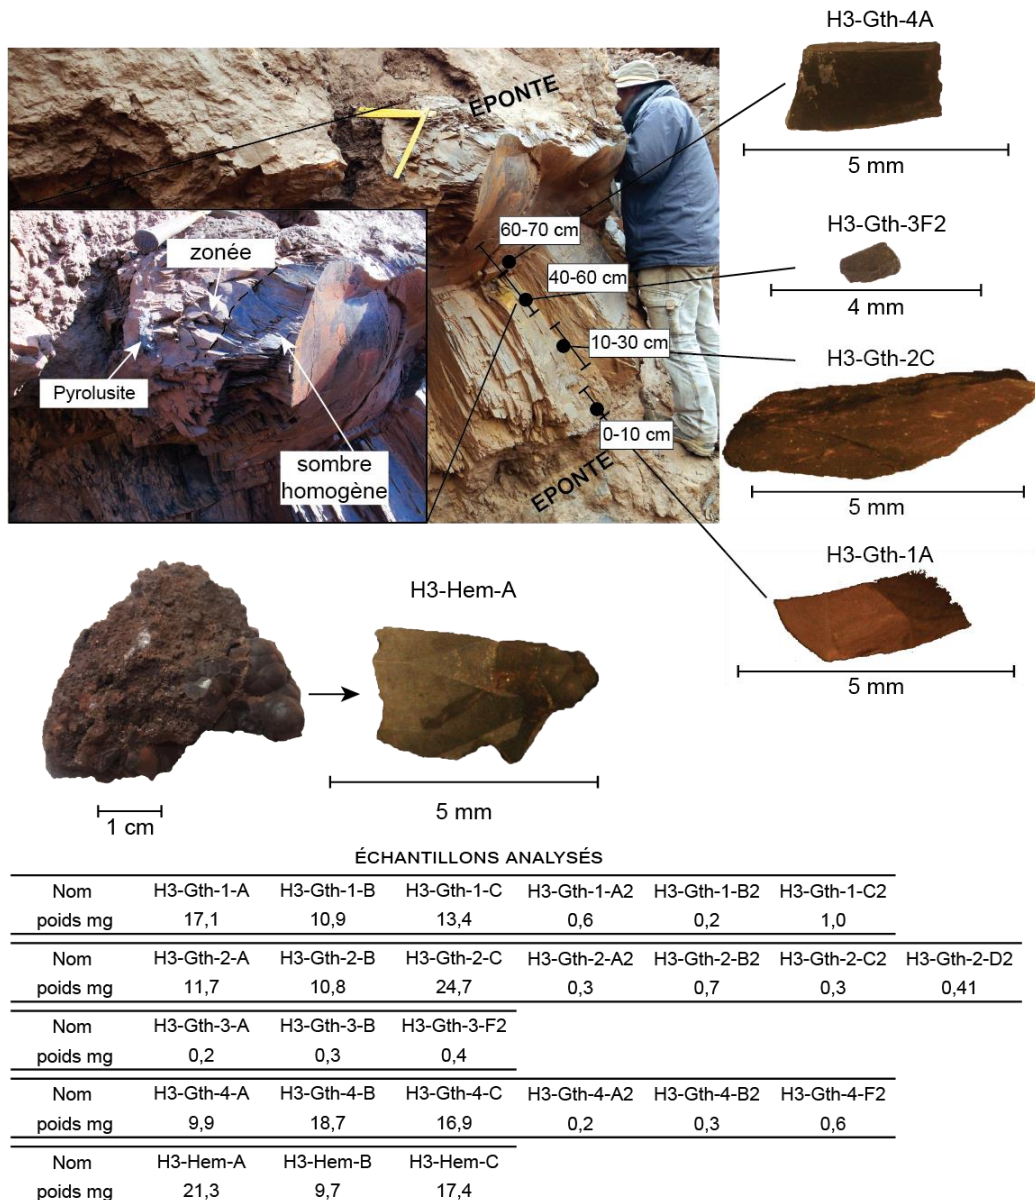 H3-Gth-4A
5 mm
ÉPONTE
60-70 cm
H3-Gth-3F2
4 mm
40-60 cm
zonée
10-30 cm
H3-Gth-2C
Pyrolusite
0-10 cm
sombre
homogène
EPONTE
5 mm
H3-Gth-1A
5 mm
H3-Hem-A
1 cm
5 mm
ÉCHANTILLONS ANALYSÉS
Nom H3-Gth-1-A H3-Gth-1-B H3-Gth-1-C H3-Gth-1-A2 H3-Gth-1-B2 H3-Gth-1-C2
poids mg 17,1 10,9 13,4 0,6 0,2 1,0
Nom H3-Gth-2-A H3-Gth-2-B H3-Gth-2-C H3-Gth-2-A2 H3-Gth-2-B2 H3-Gth-2-C2 H3-Gth-2-D2
poids mg 11,7 10,8 24,7 0,3 0,7 0,3 0,41
Nom H3-Gth-3-A H3-Gth-3-B H3-Gth-3-F2
poids mg 0,2 0,3 0,4
Nom H3-Gth-4-A H3-Gth-4-B H3-Gth-4-C H3-Gth-4-A2 H3-Gth-4-B2 H3-Gth-4-F2
poids mg 9,9 18,7 16,9 0,2 0,3 0,6
Nom H3-Hem-A H3-Hem-B H3-Hem-C
poids mg 21,3 9,7 17,4